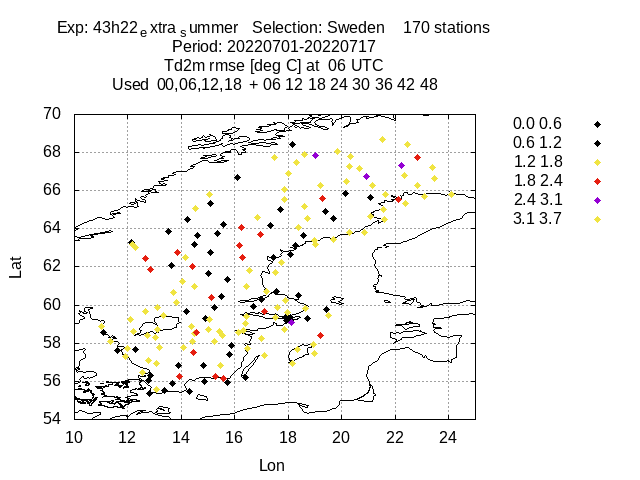 Exp: 43h22 e xtra s ummer Selection: Sweden 170 stations
Period: 20220701-20220717
Td2m rmse [deg C] at 06 UTC
Used 00,06,12,18 + 06 12 18 24 30 36 42 48
70
68
66
64
62
60
58
56
54
10 12 14 16 18 20 22 24
Lat
Lon
0.0 0.6
0.6 1.2
1.2 1.8
1.8 2.4
2.4 3.1
3.1 3.7